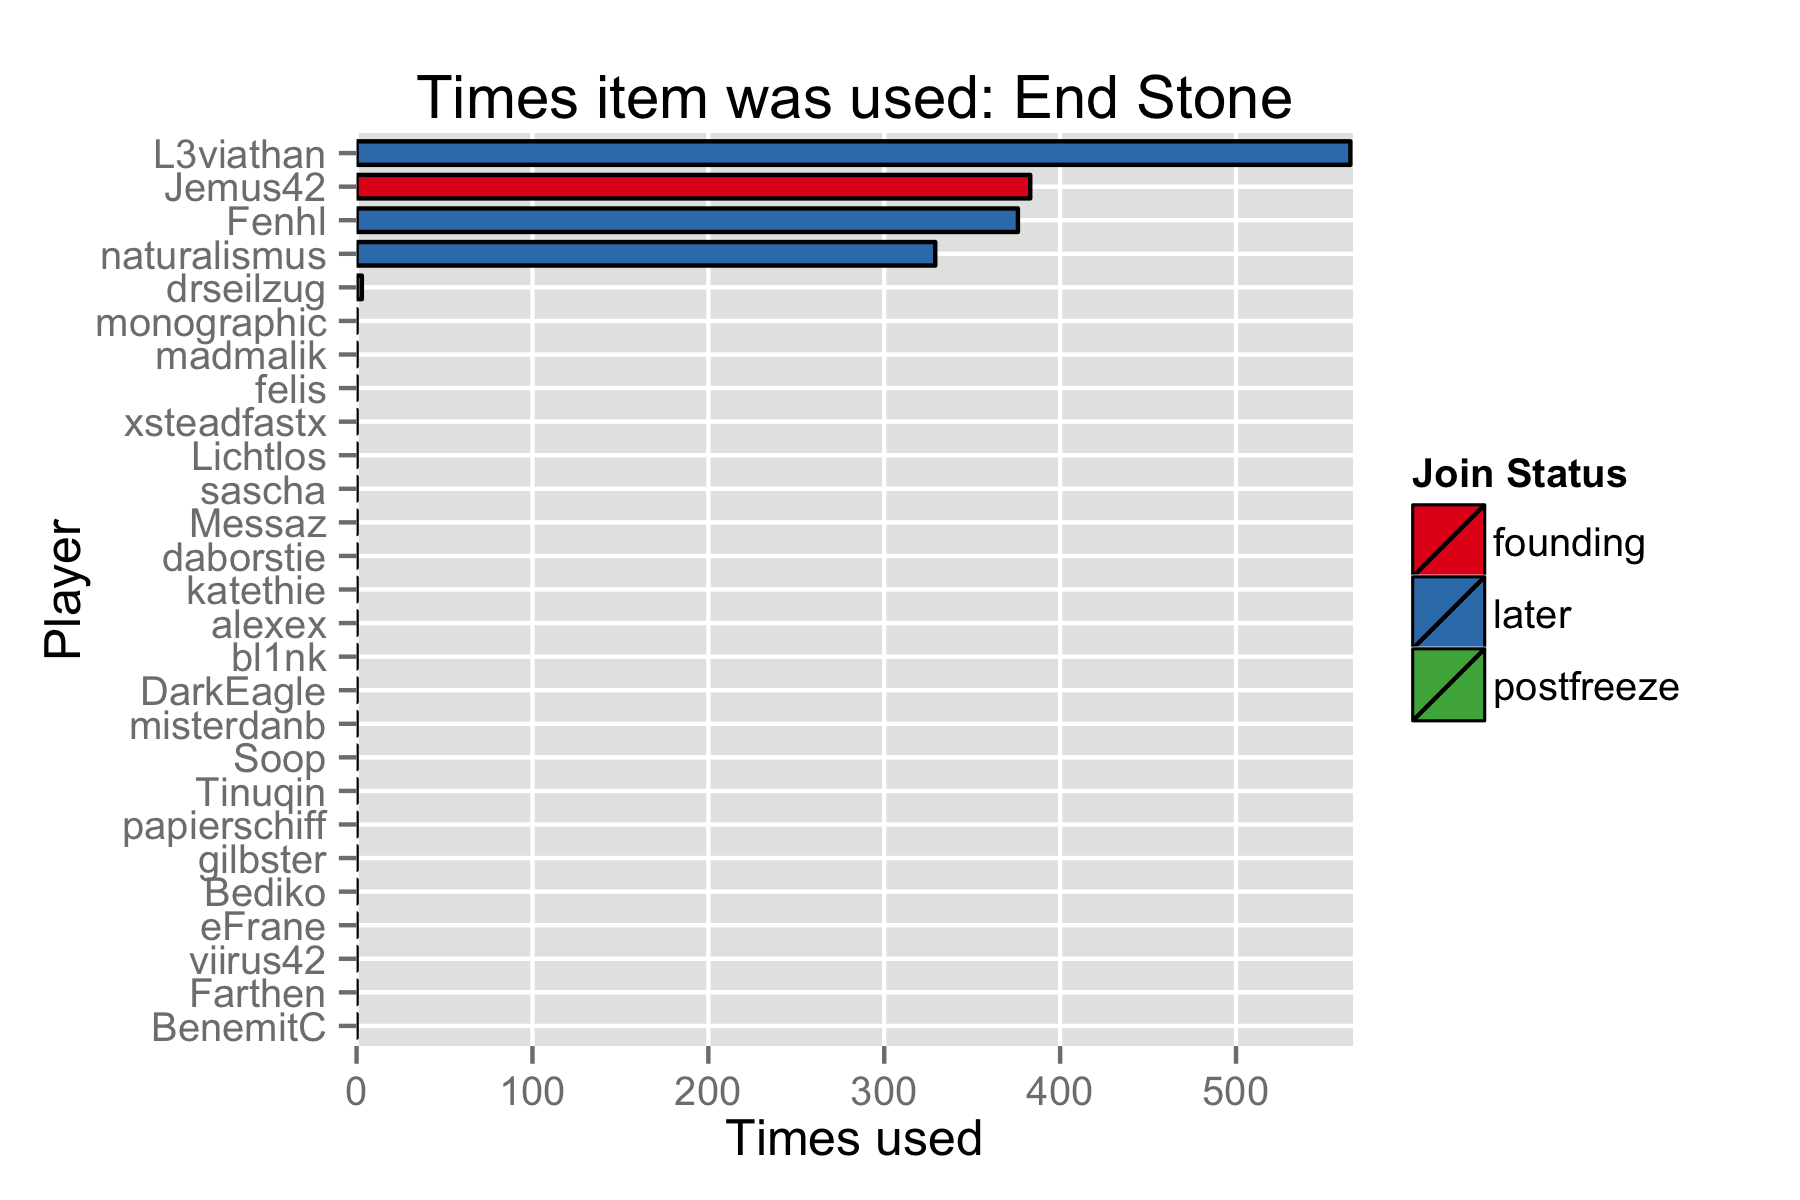 Times item was used: End Stone
L3viathan
Jemus42
Fenhl
naturalismus
drseilzug
monographic
madmalik
felis
xsteadfastx
Lichtlos
sascha
Messaz
daborstie
katethie
alexex
bl1nk
DarkEagle
misterdanb
Soop
Tinuqin
papierschiff
gilbster
Bediko
eFrane
viirus42
Farthen
BenemitC
Player
0 100 200 300 400 500
Times used
Join Status
founding
later
postfreeze